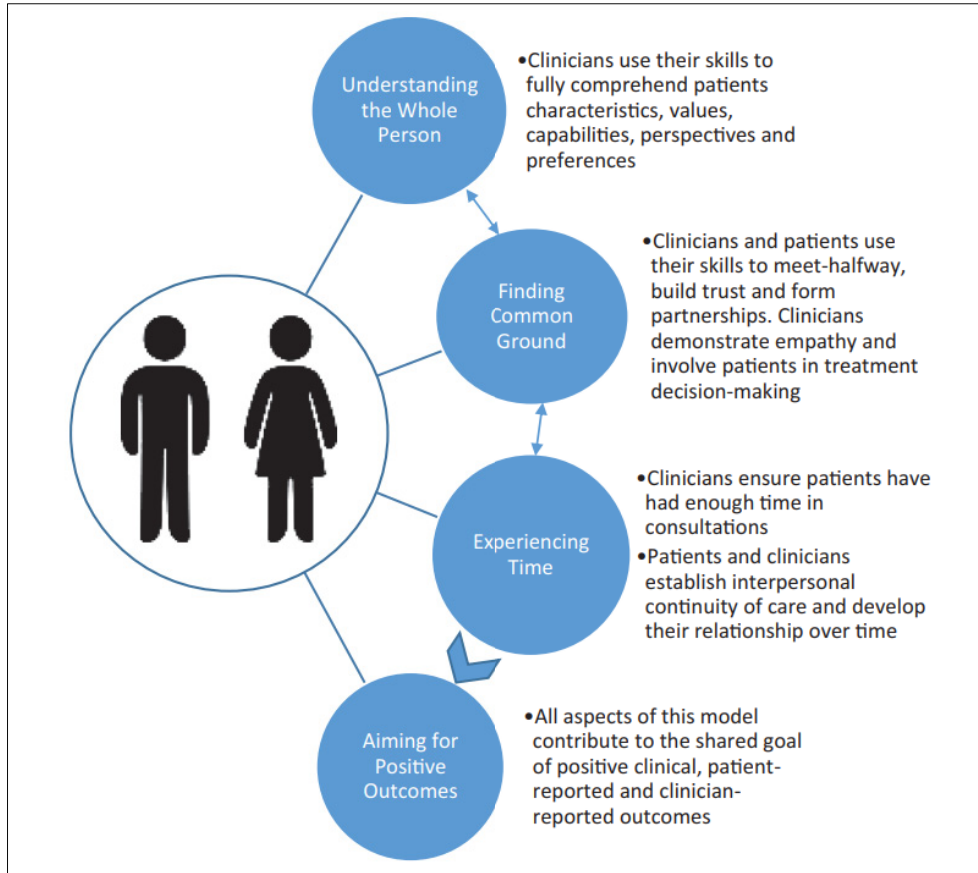 Understanding
the Whole
Person
•Clinicians use their skills to
fully comprehend patients
characteristics, values,
capabilities, perspectives and
preferences
Finding
Common
Ground
•Clinicians and patients use
their skills to meet-halfway,
build trust and form
partnerships. Clinicians
demonstrate empathy and
involve patients in treatment
decision-making
Experiencing
Time
•Clinicians ensure patients have
had enough time in
consultations
•Patients and clinicians
establish interpersonal
continuity of care and develop
their relationship over time
Aiming for
Positive
Outcomes
•All aspects of this model
contribute to the shared goal
of positive clinical, patient-
reported and clinician-
reported outcomes